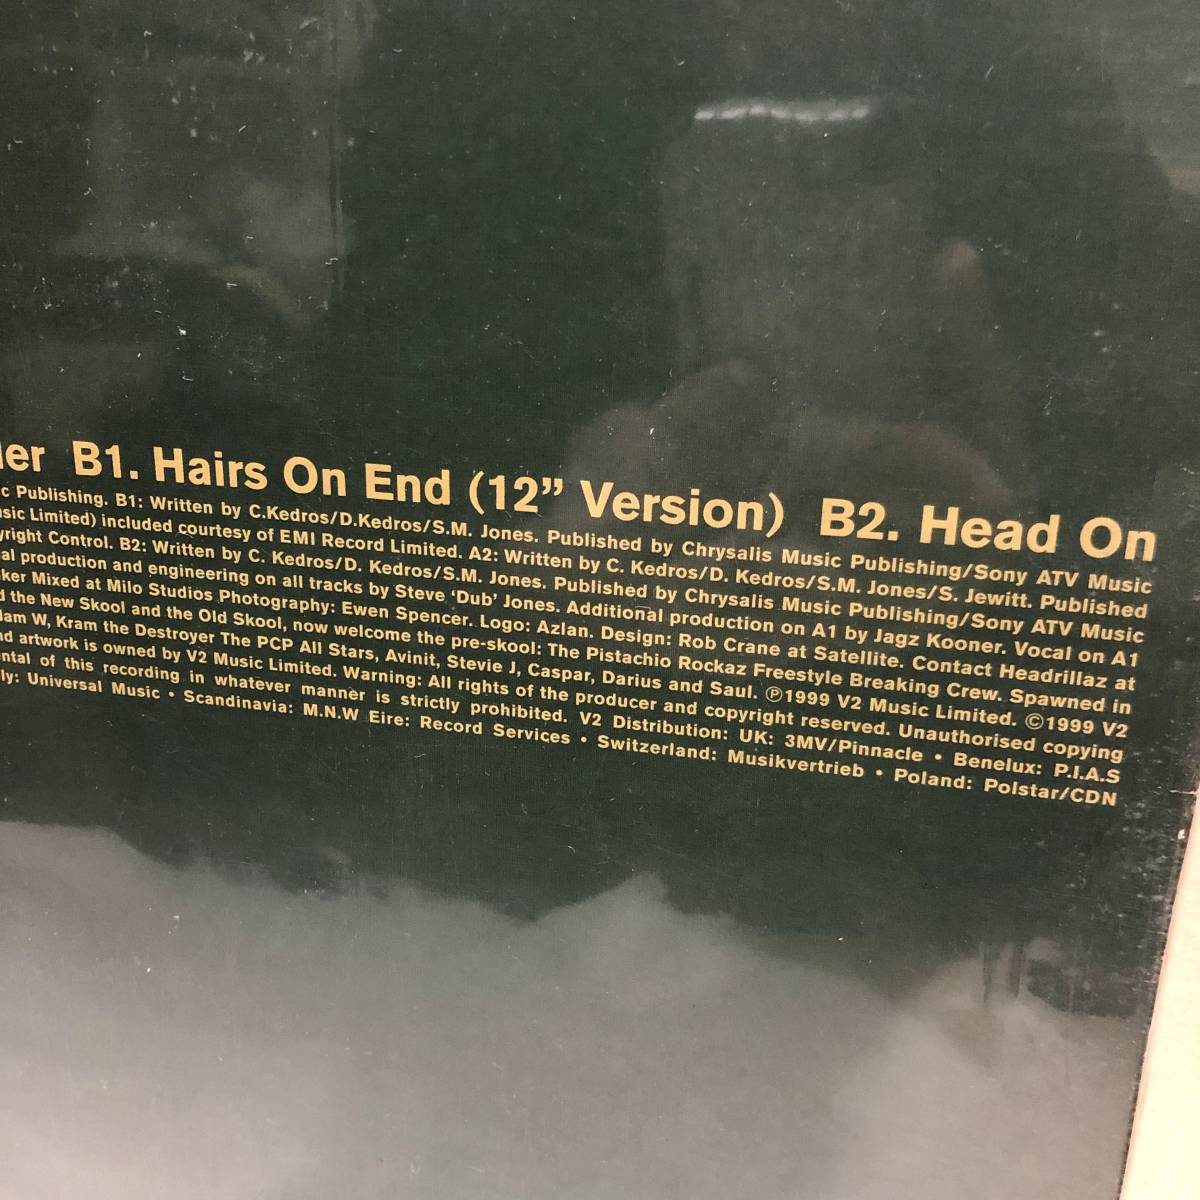 B1. Hairs On End (12” Version) B2. Head On
Publishing. B1: Written by C.Kedros/D.Kedros/S.M. Jones. Published by Chrysalis Music Publishing/Sony ATV Music
Limited) included courtesy of EMI Record Limited. A2: Written by C. Kedros/D. Kedros/S.M. Jones/S. Jewitt. Published
Control. B2: Written by C. Kedros/D. Kedros/S.M. Jones. Published by Chrysalis Music Publishing/Sony ATV Music
production and engineering on all tracks by Steve ‘Dub’ Jones. Additional production on A1 by Jagz Kooner. Vocal on A1
Mixed at Milo Studios Photography: Ewen Spencer. Logo: Azlan. Design: Rob Crane at Satellite. Contact Headrillaz at
the New Skool and the Old Skool, now welcome the pre-skool: The Pistachio Rockaz Freestyle Breaking Crew. Spawned in
W, Kram the Destroyer The PCP All Stars, Avinit, Stevie J, Caspar, Darius and Saul. ℗1999 V2 Music Limited. ©1999 V2
artwork is owned by V2 Music Limited. Warning: All rights of the producer and copyright reserved. Unauthorised copying
of this recording in whatever manner is strictly prohibited. V2 Distribution: UK: 3MV/Pinnacle • Benelux: P.I.A.S
Universal Music • Scandinavia: M.N.W Eire: Record Services • Switzerland: Musikvertrieb • Poland: Polstar/CDN